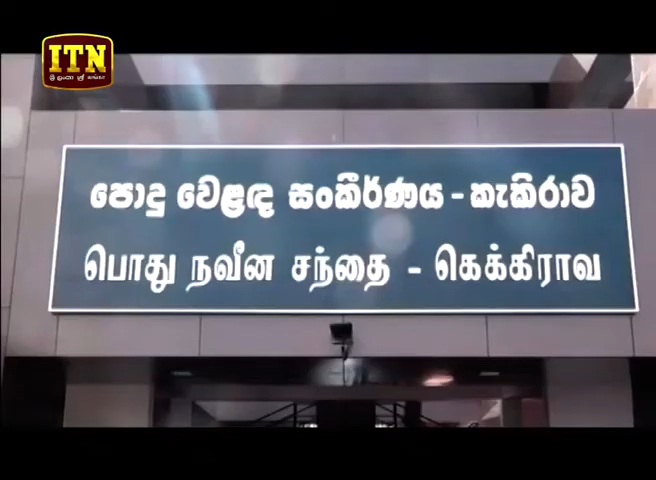 ITN
පොදු වෙළඳ සංකීර්ණය - කැකිරාව
பொது நவீன சந்தை - கெக்கிராவ